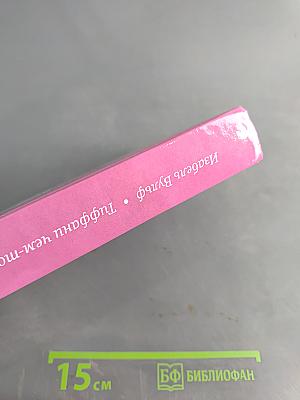 Изабель Вульф • Тиффани чем-то
15 см
БФ БИБЛИОФАН